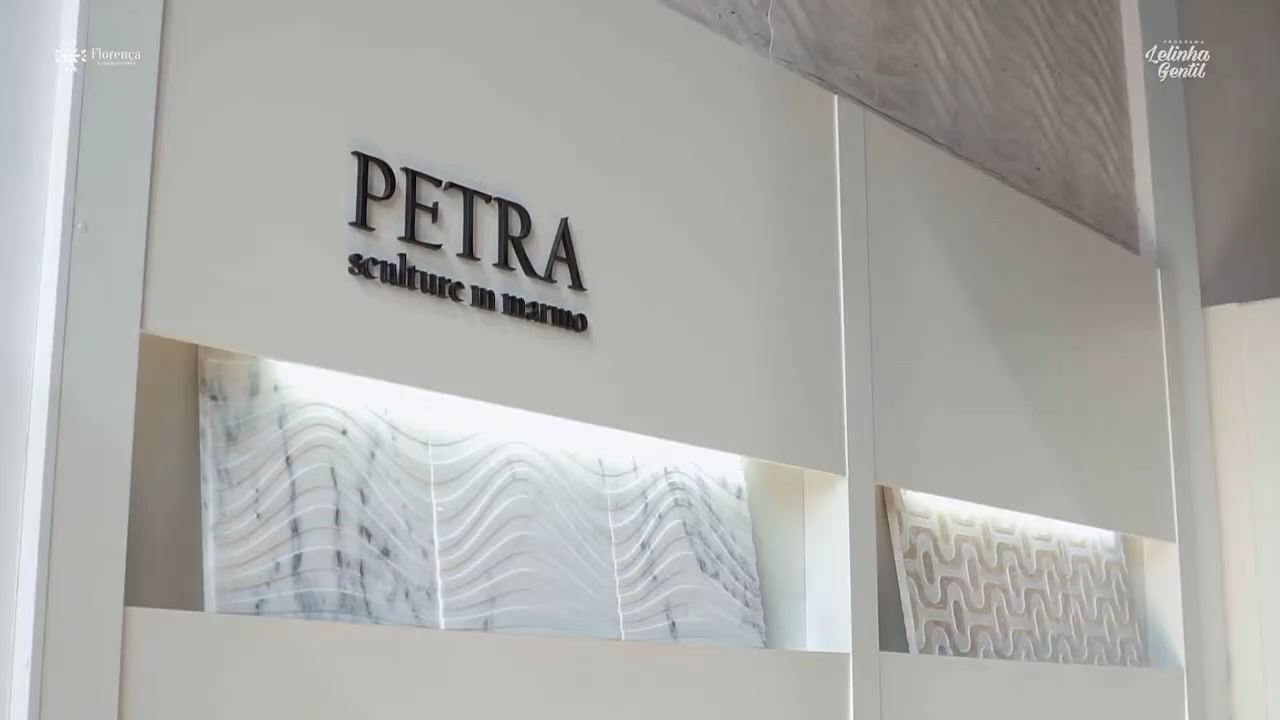 Florença
PROGRAMA
Lelinha
Gentil
PETRA
sculture in marmo